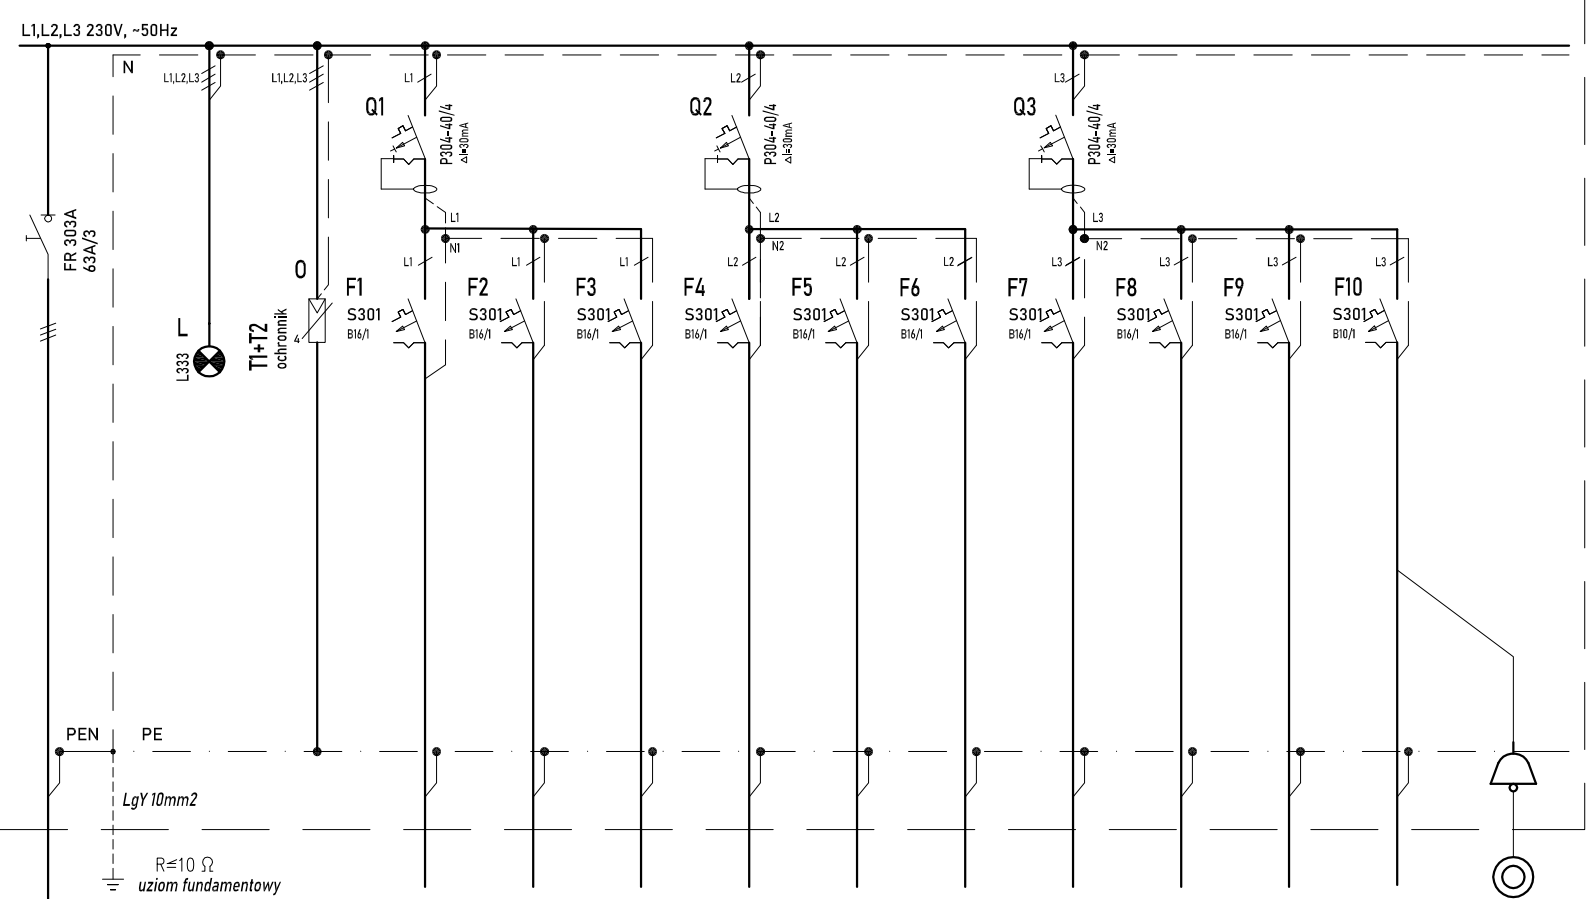 L1,L2,L3 230V, ~50Hz
N
L1,L2,L3
L1,L2,L3
L1
L2
L3
Q1
P304-40/4
ΔI=30mA
Q2
P304-40/4
ΔI=30mA
Q3
P304-40/4
ΔI=30mA
FR 303A
63A/3
L1
N1
L2
N2
L3
N2
L1
L1
L1
L2
L2
L2
L3
L3
L3
L3
O
T1+T2
ochronnik
4
L
L333
F1
S301
B16/1
F2
S301
B16/1
F3
S301
B16/1
F4
S301
B16/1
F5
S301
B16/1
F6
S301
B16/1
F7
S301
B16/1
F8
S301
B16/1
F9
S301
B16/1
F10
S301
B10/1
PEN
PE
LgY 10mm2
R≤10 Ω
uziom fundamentowy